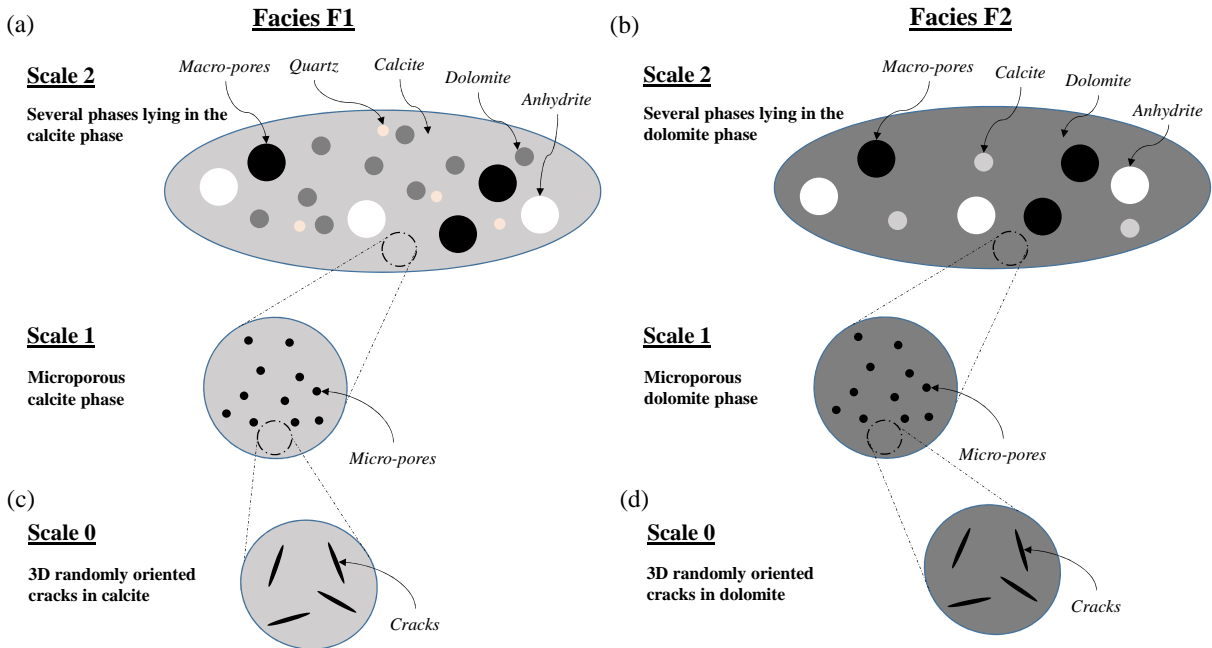 (a)
Facies F1
Scale 2
Several phases lying in the
calcite phase
Macro-pores
Quartz
Calcite
Dolomite
Anhydrite
Scale 1
Microporous
calcite phase
Micro-pores
(c)
Scale 0
3D randomly oriented
cracks in calcite
Cracks
(b)
Facies F2
Scale 2
Several phases lying in the
dolomite phase
Macro-pores
Calcite
Dolomite
Anhydrite
Scale 1
Microporous
dolomite phase
Micro-pores
(d)
Scale 0
3D randomly oriented
cracks in dolomite
Cracks